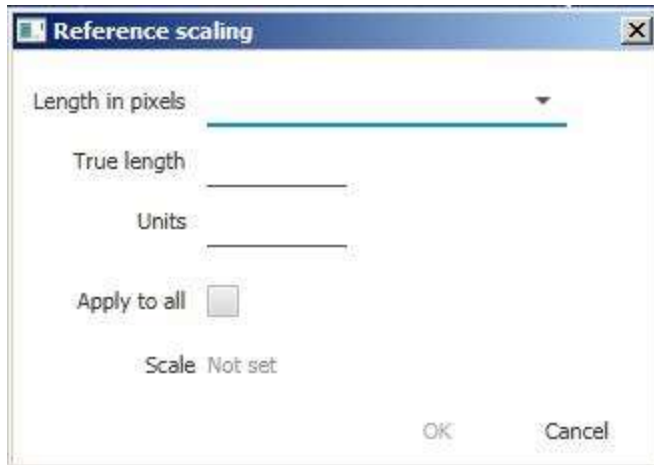 Reference scaling
Length in pixels
True length
Units
Apply to all
Scale Not set
OK Cancel